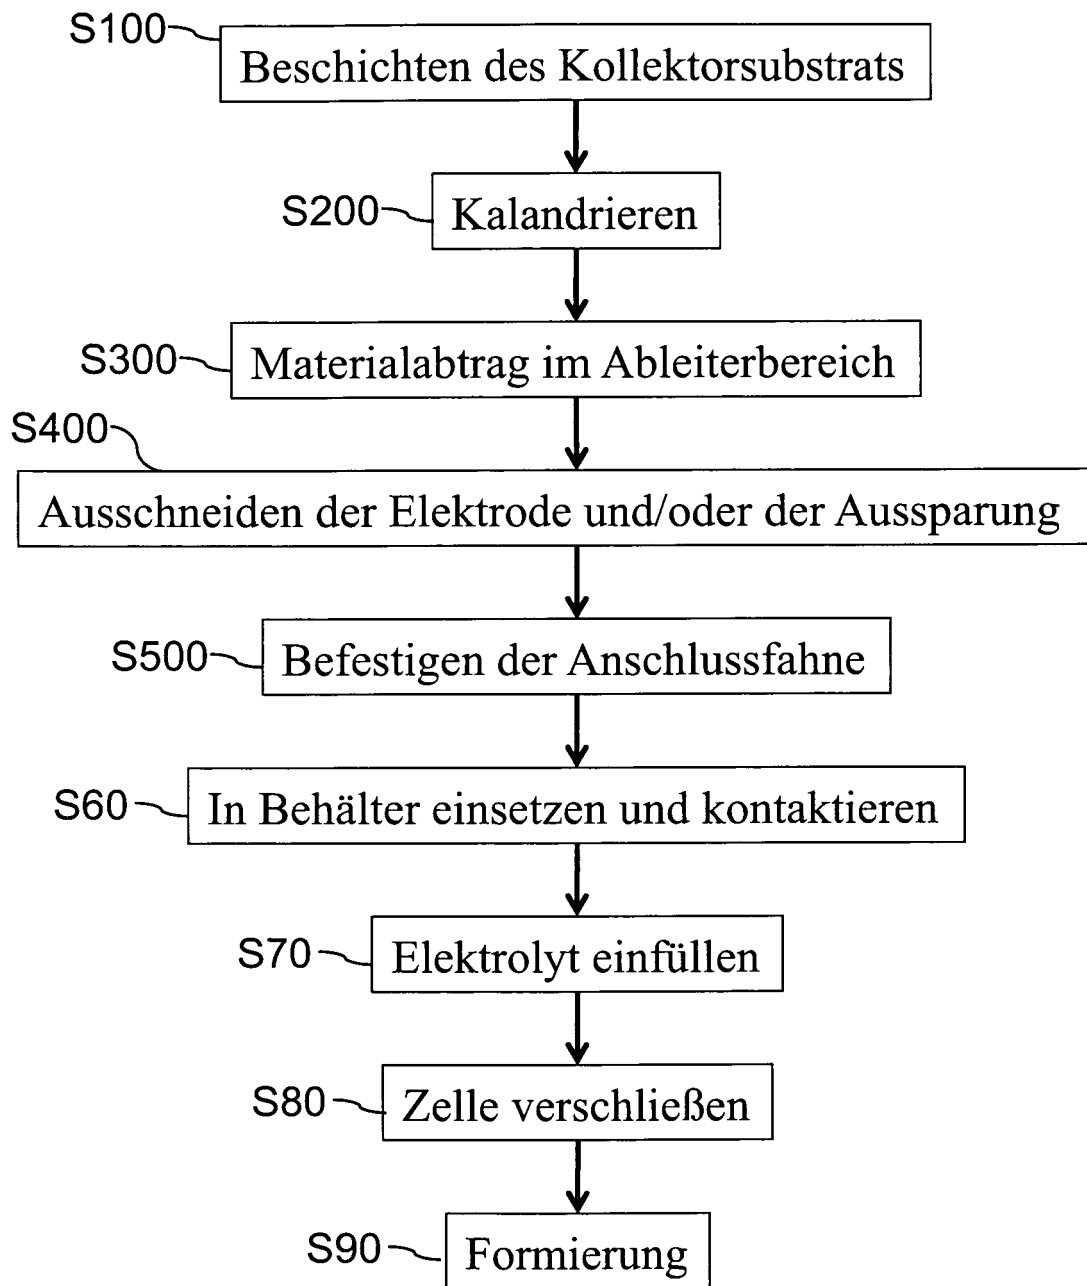 S100
Beschichten des Kollektorsubstrats
S200
Kalandrieren
S300
Materialabtrag im Ableiterbereich
S400
Ausschneiden der Elektrode und/oder der Aussparung
S500
Befestigen der Anschlussfahne
S60
In Behälter einsetzen und kontaktieren
S70
Elektrolyt einfüllen
S80
Zelle verschließen
S90
Formierung